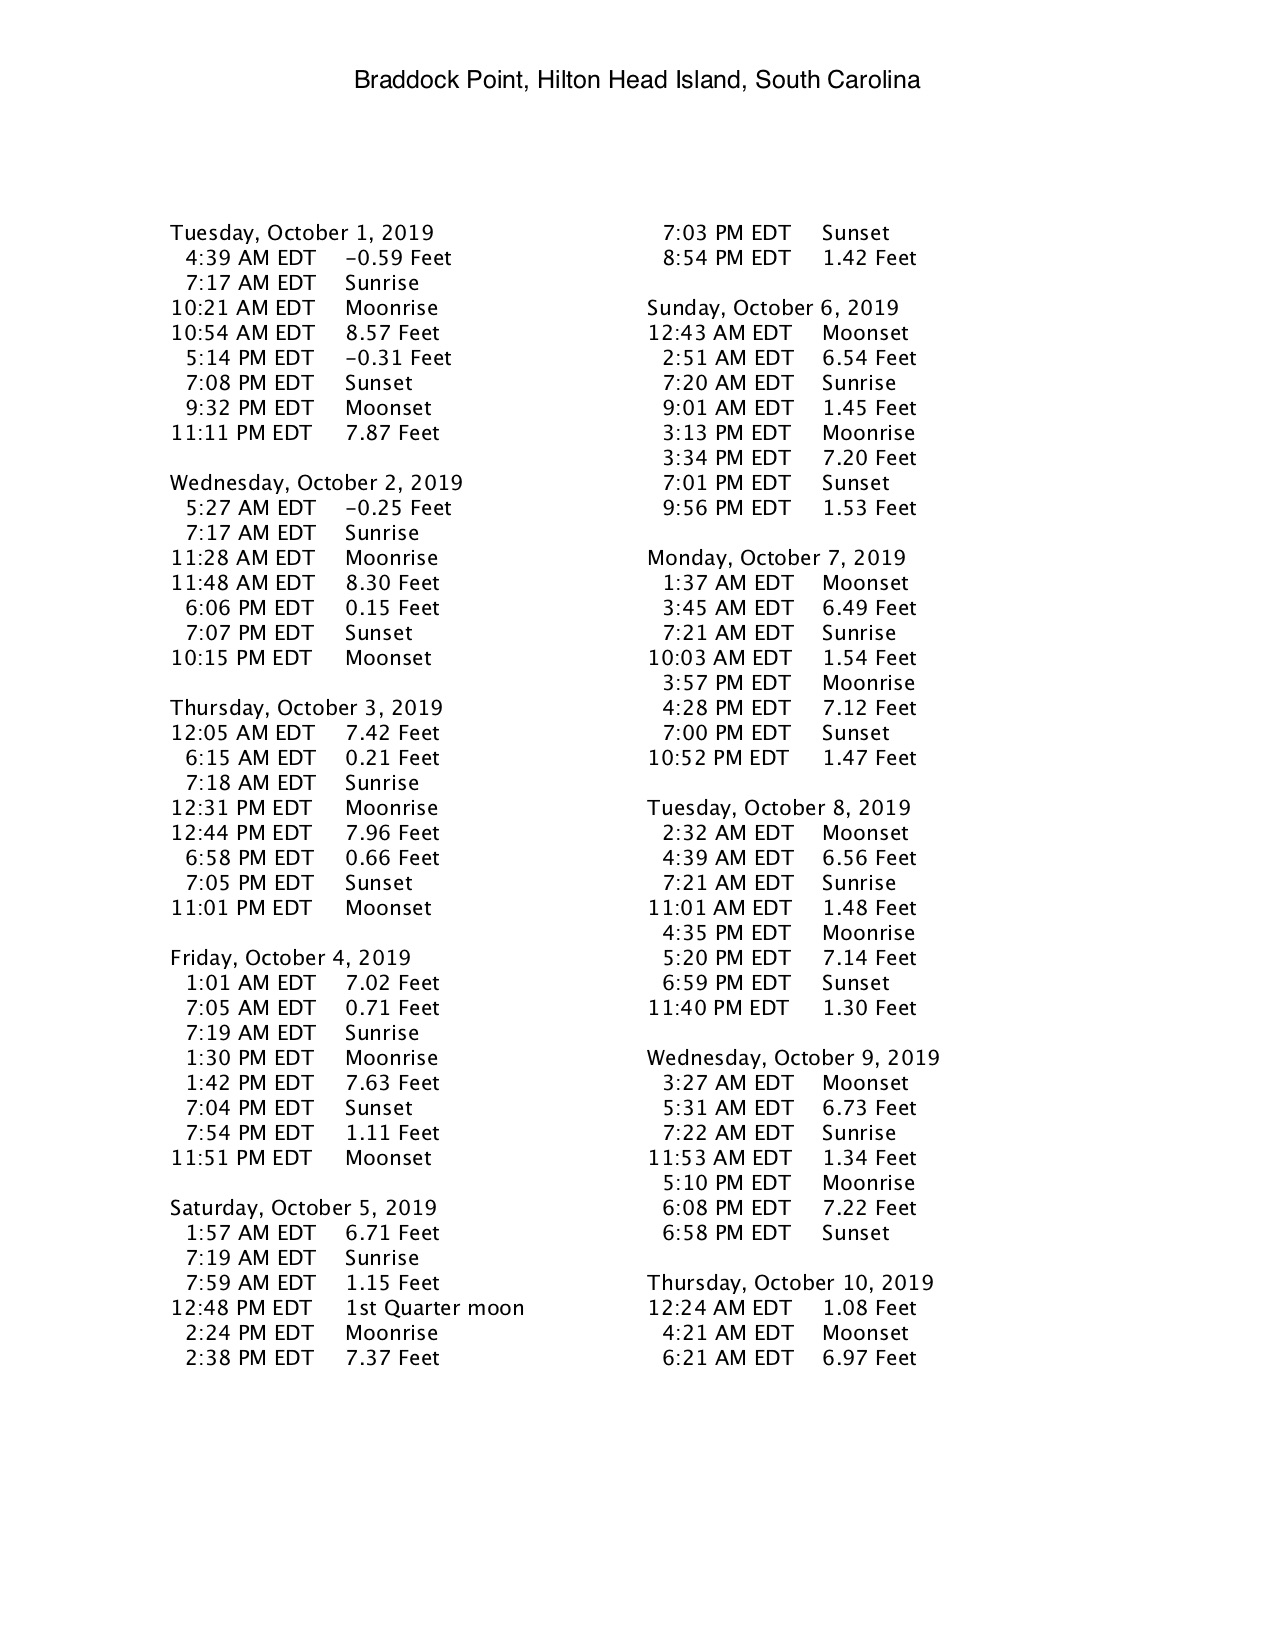 Braddock Point, Hilton Head Island, South Carolina
Tuesday, October 1, 2019
4:39 AM EDT -0.59 Feet
7:17 AM EDT Sunrise
10:21 AM EDT Moonrise
10:54 AM EDT 8.57 Feet
5:14 PM EDT -0.31 Feet
7:08 PM EDT Sunset
9:32 PM EDT Moonset
11:11 PM EDT 7.87 Feet
Wednesday, October 2, 2019
5:27 AM EDT -0.25 Feet
7:17 AM EDT Sunrise
11:28 AM EDT Moonrise
11:48 AM EDT 8.30 Feet
6:06 PM EDT 0.15 Feet
7:07 PM EDT Sunset
10:15 PM EDT Moonset
Thursday, October 3, 2019
12:05 AM EDT 7.42 Feet
6:15 AM EDT 0.21 Feet
7:18 AM EDT Sunrise
12:31 PM EDT Moonrise
12:44 PM EDT 7.96 Feet
6:58 PM EDT 0.66 Feet
7:05 PM EDT Sunset
11:01 PM EDT Moonset
Friday, October 4, 2019
1:01 AM EDT 7.02 Feet
7:05 AM EDT 0.71 Feet
7:19 AM EDT Sunrise
1:30 PM EDT Moonrise
1:42 PM EDT 7.63 Feet
7:04 PM EDT Sunset
7:54 PM EDT 1.11 Feet
11:51 PM EDT Moonset
Saturday, October 5, 2019
1:57 AM EDT 6.71 Feet
7:19 AM EDT Sunrise
7:59 AM EDT 1.15 Feet
12:48 PM EDT 1st Quarter moon
2:24 PM EDT Moonrise
2:38 PM EDT 7.37 Feet
7:03 PM EDT Sunset
8:54 PM EDT 1.42 Feet
Sunday, October 6, 2019
12:43 AM EDT Moonset
2:51 AM EDT 6.54 Feet
7:20 AM EDT Sunrise
9:01 AM EDT 1.45 Feet
3:13 PM EDT Moonrise
3:34 PM EDT 7.20 Feet
7:01 PM EDT Sunset
9:56 PM EDT 1.53 Feet
Monday, October 7, 2019
1:37 AM EDT Moonset
3:45 AM EDT 6.49 Feet
7:21 AM EDT Sunrise
10:03 AM EDT 1.54 Feet
3:57 PM EDT Moonrise
4:28 PM EDT 7.12 Feet
7:00 PM EDT Sunset
10:52 PM EDT 1.47 Feet
Tuesday, October 8, 2019
2:32 AM EDT Moonset
4:39 AM EDT 6.56 Feet
7:21 AM EDT Sunrise
11:01 AM EDT 1.48 Feet
4:35 PM EDT Moonrise
5:20 PM EDT 7.14 Feet
6:59 PM EDT Sunset
11:40 PM EDT 1.30 Feet
Wednesday, October 9, 2019
3:27 AM EDT Moonset
5:31 AM EDT 6.73 Feet
7:22 AM EDT Sunrise
11:53 AM EDT 1.34 Feet
5:10 PM EDT Moonrise
6:08 PM EDT 7.22 Feet
6:58 PM EDT Sunset
Thursday, October 10, 2019
12:24 AM EDT 1.08 Feet
4:21 AM EDT Moonset
6:21 AM EDT 6.97 Feet